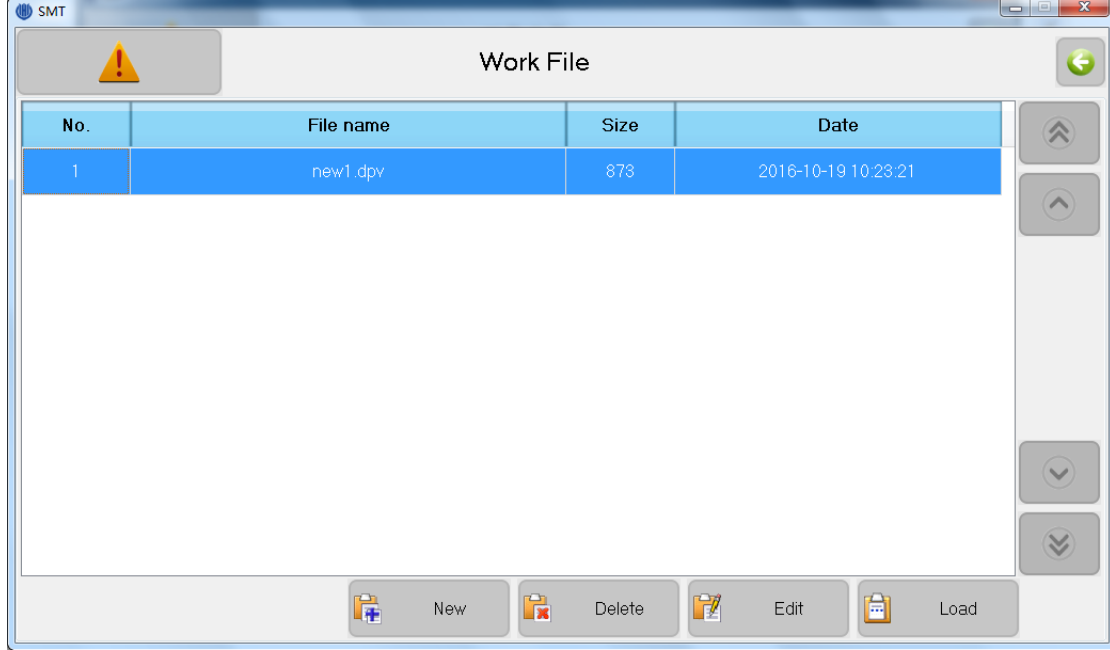 SMT
Work File
No. File name Size Date
1 new1.dpv 873 2016-10-19 10:23:21
New Delete Edit Load